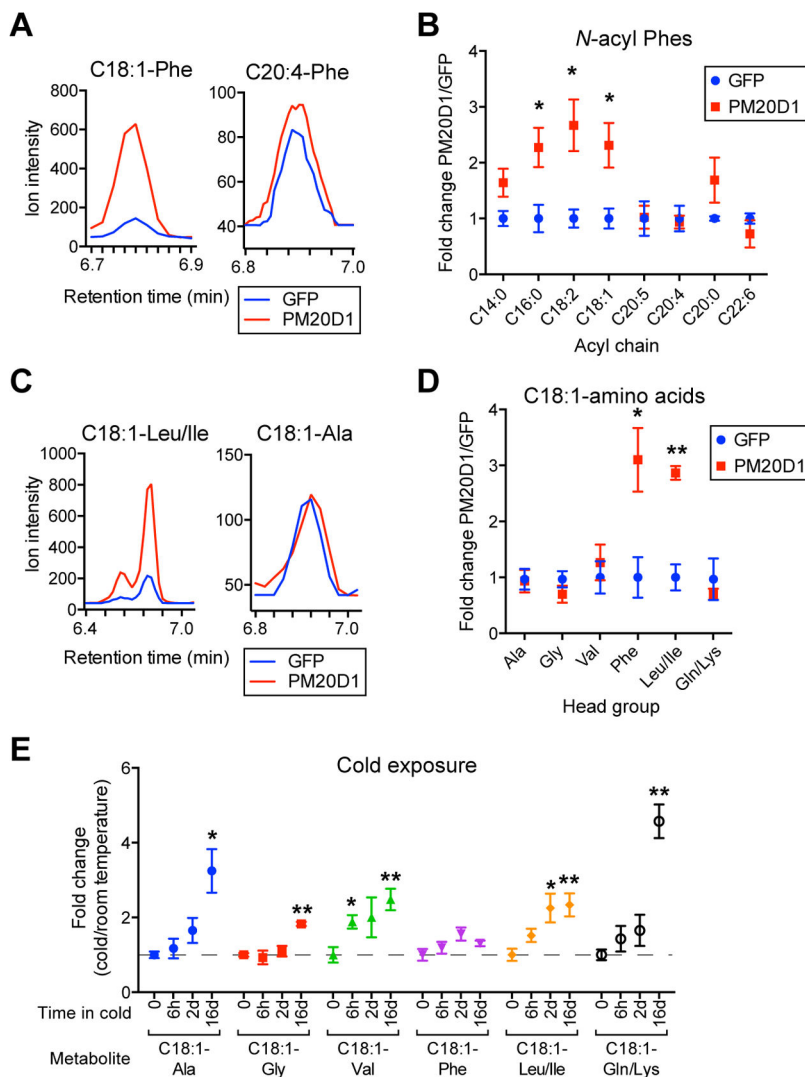 A
C18:1-Phe
C20:4-Phe
Ion intensity
800
600
400
200
0
6.7
6.9
100
80
60
40
6.8
7.0
Retention time (min)
GFP
PM20D1
B
N-acyl Phes
Fold change PM20D1/GFP
4
3
2
1
0
*
*
*
GFP
PM20D1
C14:0
C16:0
C18:2
C18:1
C20:5
C20:4
C20:0
C22:6
Acyl chain
C
C18:1-Leu/Ile
C18:1-Ala
Ion intensity
1000
800
600
400
200
0
6.4
7.0
150
100
50
6.8
7.0
Retention time (min)
GFP
PM20D1
D
C18:1-amino acids
Fold change PM20D1/GFP
4
3
2
1
0
*
**
GFP
PM20D1
Ala
Gly
Val
Phe
Leu/Ile
Gln/Lys
Head group
E
Cold exposure
Fold change
(cold/room temperature)
6
4
2
0
*
**
*
**
*
**
**
Time in cold
0 6h 2d 16d 0 6h 2d 16d 0 6h 2d 16d 0 6h 2d 16d 0 6h 2d 16d 0 6h 2d 16d
Metabolite
C18:1-
Ala
C18:1-
Gly
C18:1-
Val
C18:1-
Phe
C18:1-
Leu/Ile
C18:1-
Gln/Lys